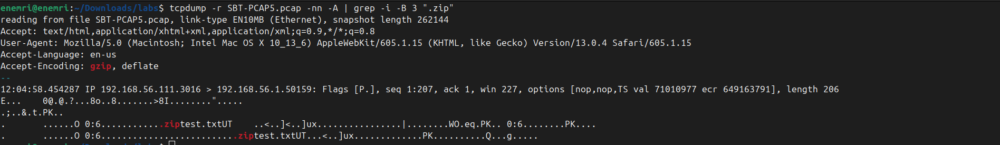 enemri@enemri:~/Downloads/labs$ tcpdump -r SBT-PCAP5.pcap -nn -A | grep -i -B 3 ".zip"
reading from file SBT-PCAP5.pcap, link-type EN10MB (Ethernet), snapshot length 262144
Accept: text/html,application/xhtml+xml,application/xml;q=0.9,*/*;q=0.8
User-Agent: Mozilla/5.0 (Macintosh; Intel Mac OS X 10_13_6) AppleWebKit/605.1.15 (KHTML, like Gecko) Version/13.0.4 Safari/605.1.15
Accept-Language: en-us
Accept-Encoding: gzip, deflate
--
12:04:58.454287 IP 192.168.56.111.3016 > 192.168.56.1.50159: Flags [P.], seq 1:207, ack 1, win 227, options [nop,nop,TS val 71010977 ecr 649163791], length 206
E...    0@.@.?...8o..8.......>8I........".....
.;..&.t.PK..
.       ......O 0:6............ziptest.txtUT    ..<..]<..]ux................|........WO.eq.PK.. 0:6........PK....
.       ......O 0:6..........................ziptest.txtUT...<..]ux.............PK..........Q...g.....